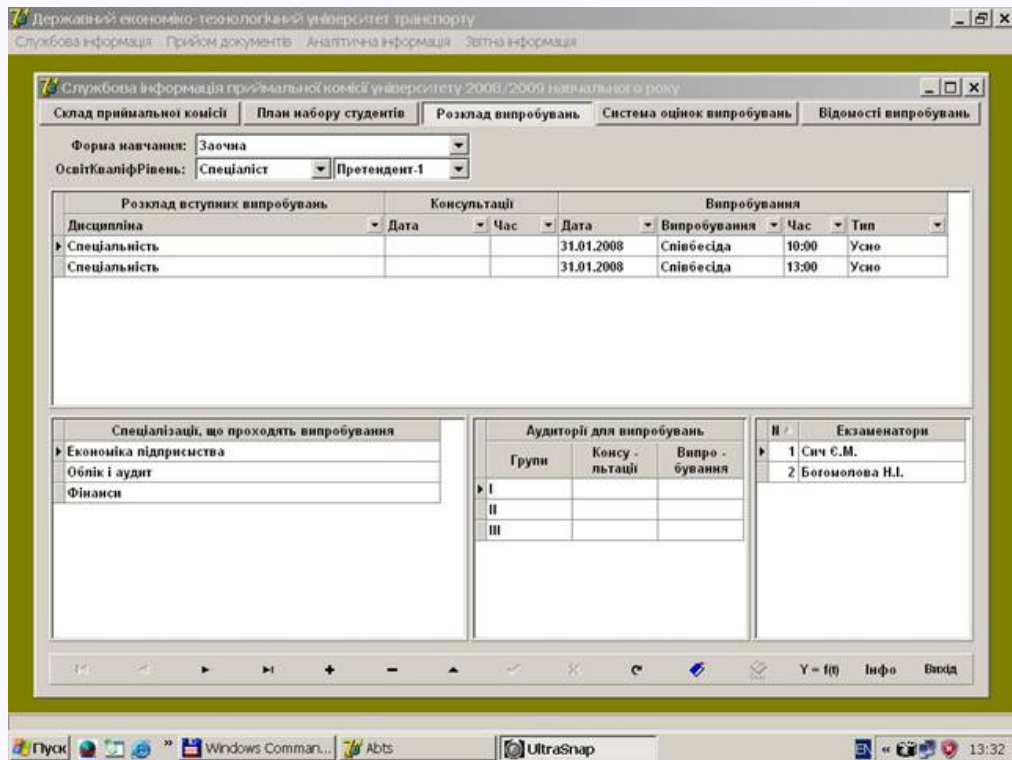 Державний економіко-технологічний університет транспорту
Службова інформація Прийом документів Аналітична інформація Звітна інформація
Службова інформація приймальної комісії університету 2008/2009 навчального року
Склад приймальної комісії План набору студентів Розклад випробувань Система оцінок випробувань Відомості випробувань
Форма навчання: Заочна
ОсвітКваліфРівень: Спеціаліст Претендент-1
Розклад вступних випробувань Консультації Випробування
Дисципліна Дата Час Дата Випробування Час Тип
Спеціальність 31.01.2008 Співбесіда 10:00 Усно
Спеціальність 31.01.2008 Співбесіда 13:00 Усно
Спеціалізації, що проходять випробування Аудиторії для випробувань N Екзаменатори
Групи Консу - льтації Випро - бування
Економіка підприємства 1 Сич Є.М.
Облік і аудит 2 Богомолова Н.І.
Фінанси I
II
III
Y = f(t) Інфо Вихід
Пуск » Windows Comman... Abts UltraSnap EN « 13:32